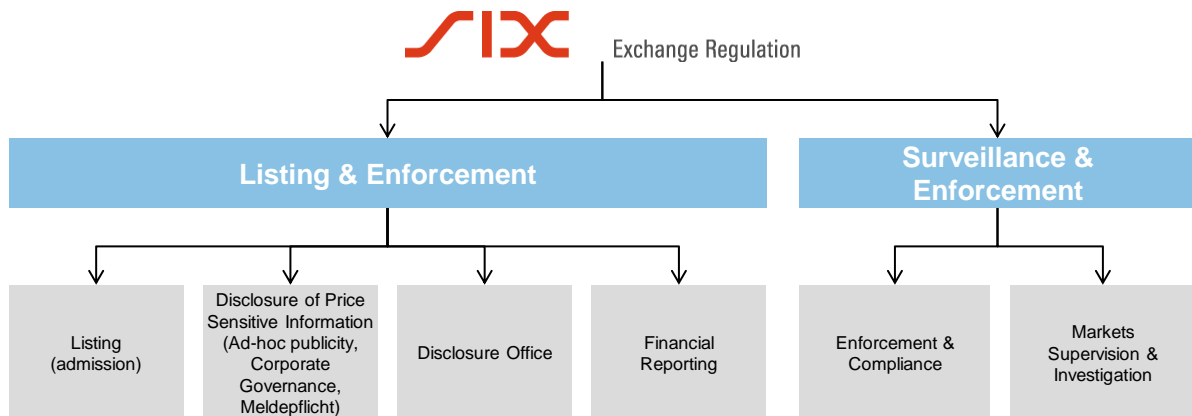 SIX Exchange Regulation
Listing & Enforcement
Surveillance &
Enforcement
Listing
(admission)
Disclosure of Price
Sensitive Information
(Ad-hoc publicity,
Corporate
Governance,
Meldepflicht)
Disclosure Office
Financial
Reporting
Enforcement &
Compliance
Markets
Supervision &
Investigation